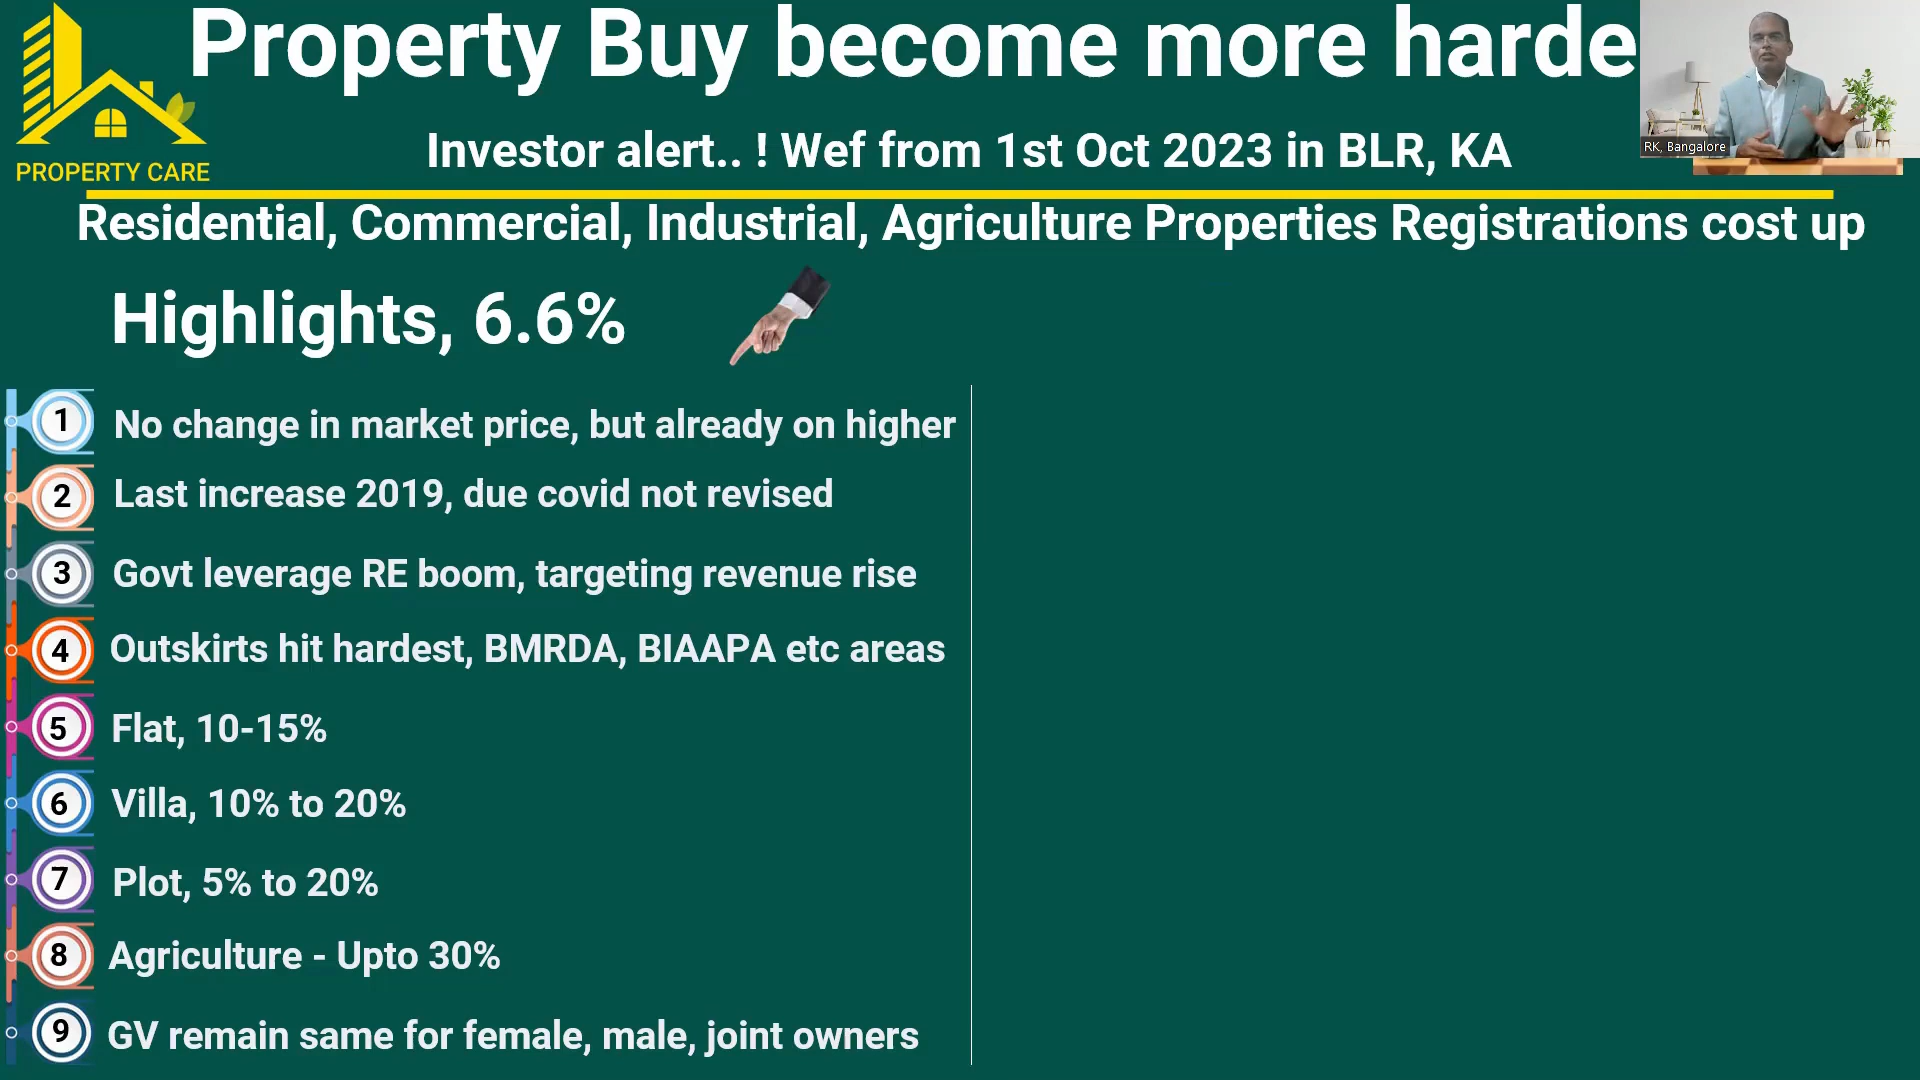 Property Buy become more harde
Investor alert.. ! Wef from 1st Oct 2023 in BLR, KA
PROPERTY CARE
RK, Bangalore
Residential, Commercial, Industrial, Agriculture Properties Registrations cost up
Highlights, 6.6%
1 No change in market price, but already on higher
2 Last increase 2019, due covid not revised
3 Govt leverage RE boom, targeting revenue rise
4 Outskirts hit hardest, BMRDA, BIAAPA etc areas
5 Flat, 10-15%
6 Villa, 10% to 20%
7 Plot, 5% to 20%
8 Agriculture - Upto 30%
9 GV remain same for female, male, joint owners